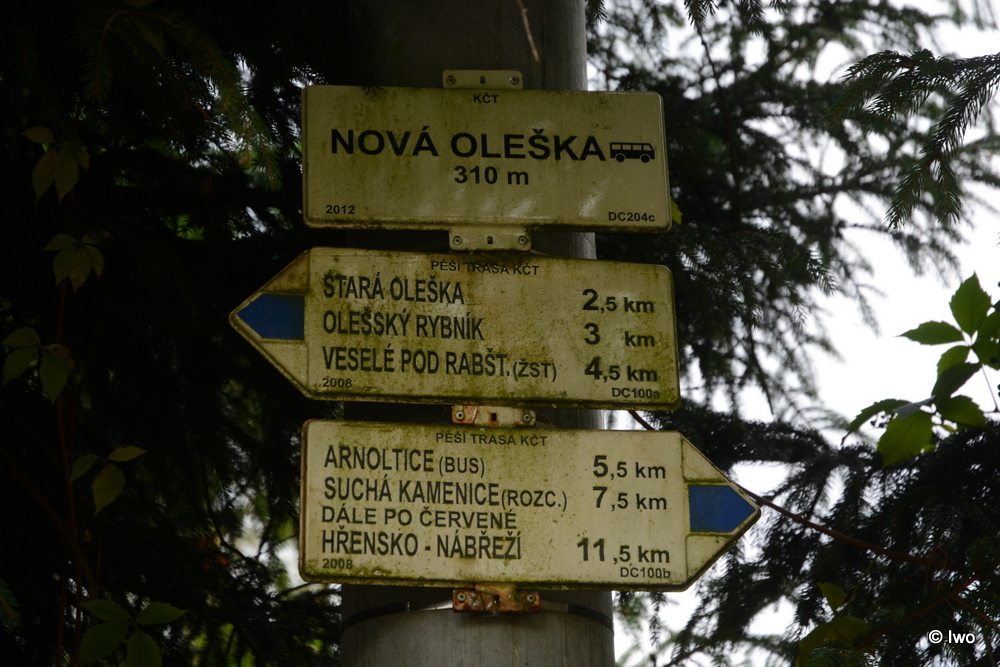 KČT
NOVÁ OLEŠKA
310 m
2012 DC204c
PĚŠÍ TRASA KČT
STARÁ OLEŠKA 2,5 km
OLEŠSKÝ RYBNÍK 3 km
VESELÉ POD RABŠT.(ŽST) 4,5 km
2008 DC100a
PĚŠÍ TRASA KČT
ARNOLTICE (BUS) 5,5 km
SUCHÁ KAMENICE(ROZC.) 7,5 km
DÁLE PO ČERVENÉ
HŘENSKO - NÁBŘEŽÍ 11,5 km
2008 DC100b
© Iwo